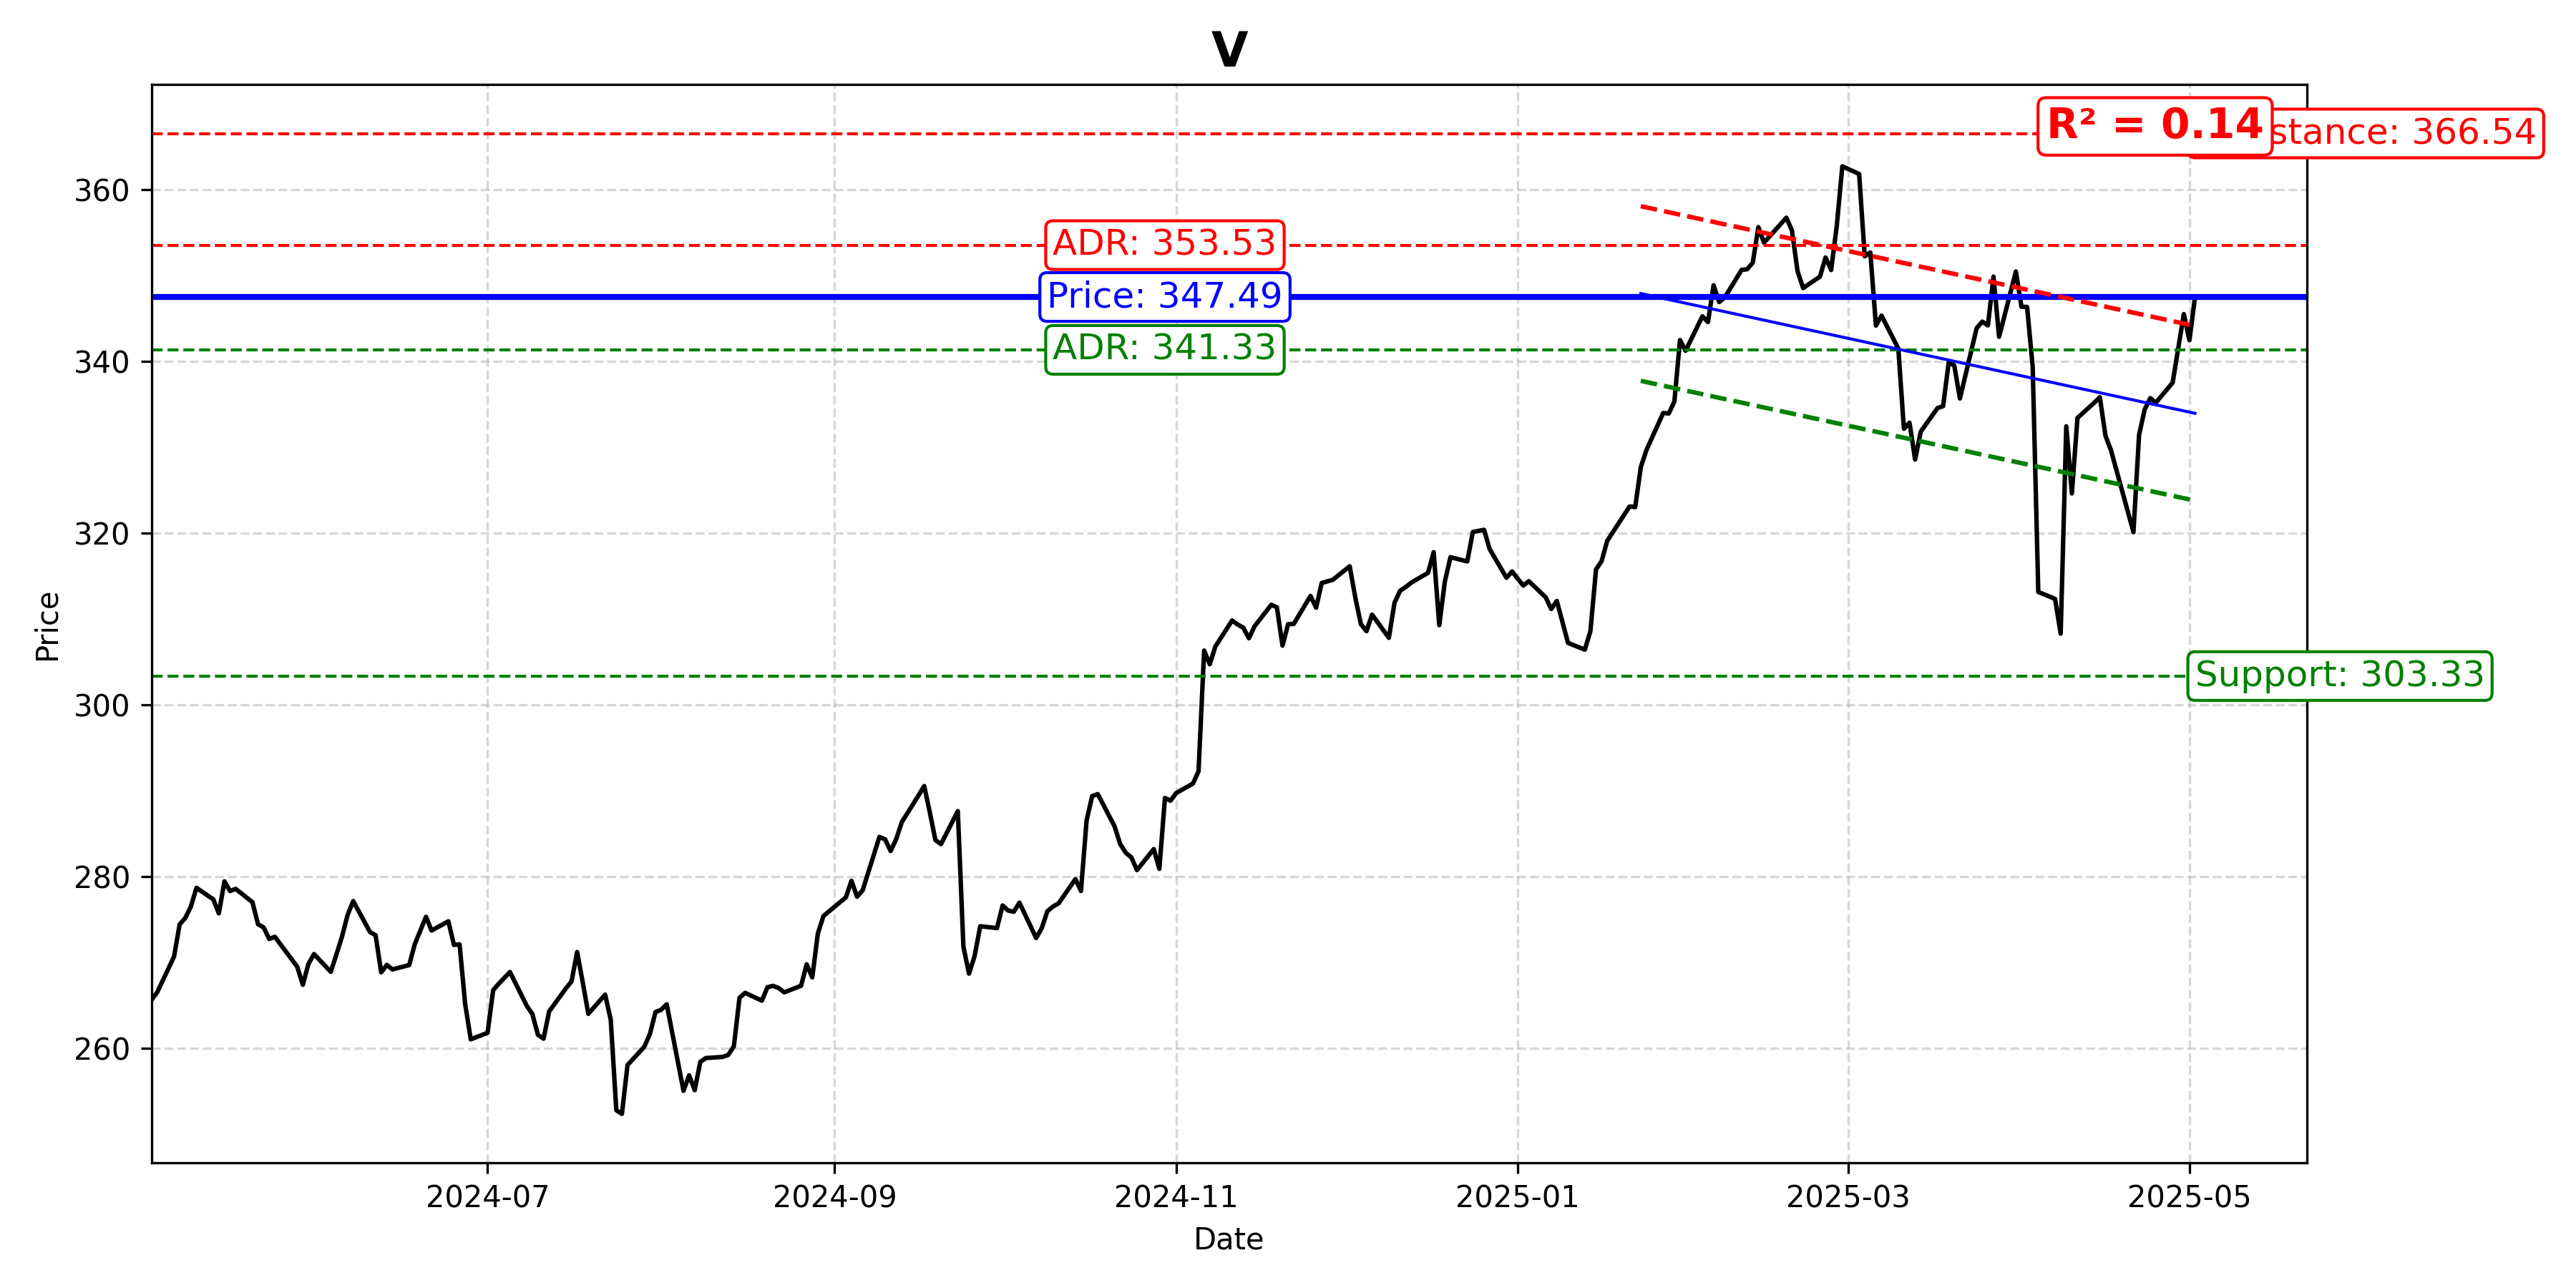 V
R² = 0.14
stance: 366.54
360
ADR: 353.53
Price: 347.49
ADR: 341.33
340
320
Support: 303.33
300
280
260
Price
2024-07
2024-09
2024-11
2025-01
2025-03
2025-05
Date